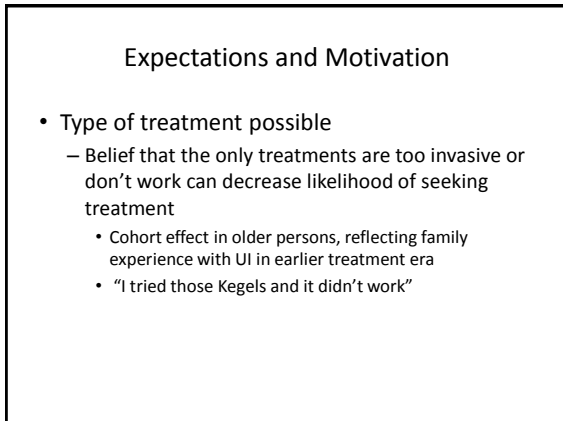 Expectations and Motivation
• Type of treatment possible
– Belief that the only treatments are too invasive or
don’t work can decrease likelihood of seeking
treatment
• Cohort effect in older persons, reflecting family
experience with UI in earlier treatment era
• “I tried those Kegels and it didn’t work”